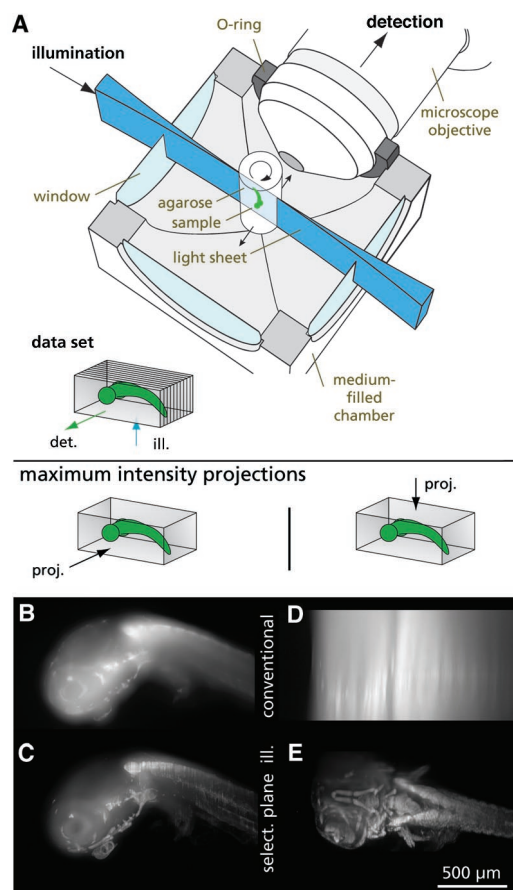 A
O-ring
detection
illumination
microscope
objective
window
agarose
sample
light sheet
data set
medium-
filled
chamber
det.
ill.
maximum intensity projections
proj.
proj.
B
D
conventional
C
E
select. plane ill.
500 µm